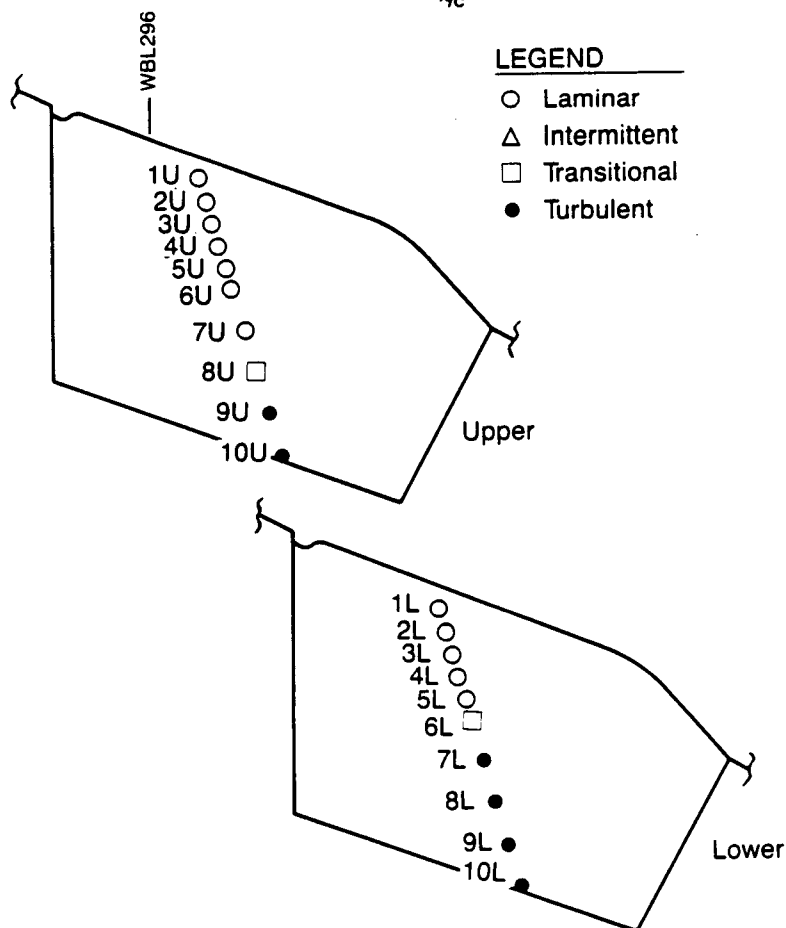 x/c
WBL296
LEGEND
Laminar
Intermittent
Transitional
Turbulent
1U
2U
3U
4U
5U
6U
7U
8U
9U
10U
Upper
1L
2L
3L
4L
5L
6L
7L
8L
9L
10L
Lower